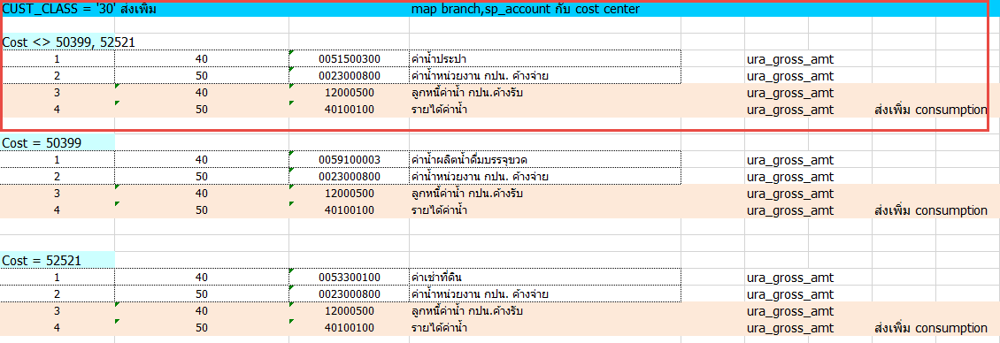 CUST_CLASS = '30' ส่งเพิ่ม map branch,sp_account กับ cost center
Cost <> 50399, 52521
1 40 0051500300 ค่าน้ำประปา ura_gross_amt
2 50 0023000800 ค่าน้ำหน่วยงาน กปน. ค้างจ่าย ura_gross_amt
3 40 12000500 ลูกหนี้ค่าน้ำ กปน.ค้างรับ ura_gross_amt
4 50 40100100 รายได้ค่าน้ำ ura_gross_amt ส่งเพิ่ม consumption
Cost = 50399
1 40 0059100003 ค่าน้ำผลิตน้ำดื่มบรรจุขวด ura_gross_amt
2 50 0023000800 ค่าน้ำหน่วยงาน กปน. ค้างจ่าย ura_gross_amt
3 40 12000500 ลูกหนี้ค่าน้ำ กปน.ค้างรับ ura_gross_amt
4 50 40100100 รายได้ค่าน้ำ ura_gross_amt ส่งเพิ่ม consumption
Cost = 52521
1 40 0053300100 ค่าเช่าที่ดิน ura_gross_amt
2 50 0023000800 ค่าน้ำหน่วยงาน กปน. ค้างจ่าย ura_gross_amt
3 40 12000500 ลูกหนี้ค่าน้ำ กปน.ค้างรับ ura_gross_amt
4 50 40100100 รายได้ค่าน้ำ ura_gross_amt ส่งเพิ่ม consumption